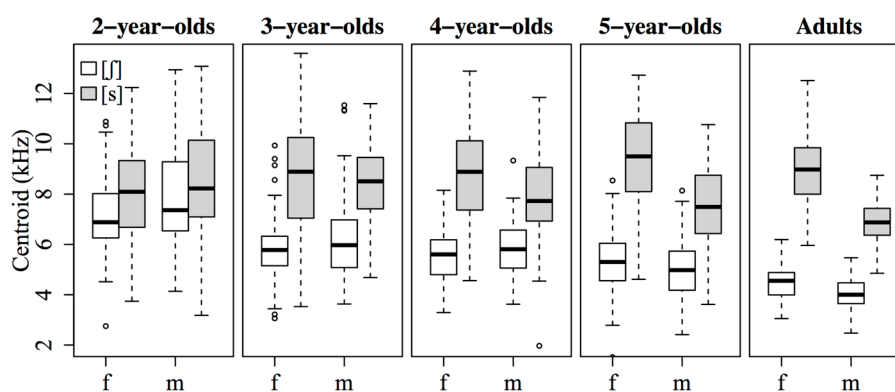 2-year-olds 3-year-olds 4-year-olds 5-year-olds Adults
[ʃ]
[s]
Centroid (kHz)
12
10
8
6
4
2
f m f m f m f m f m